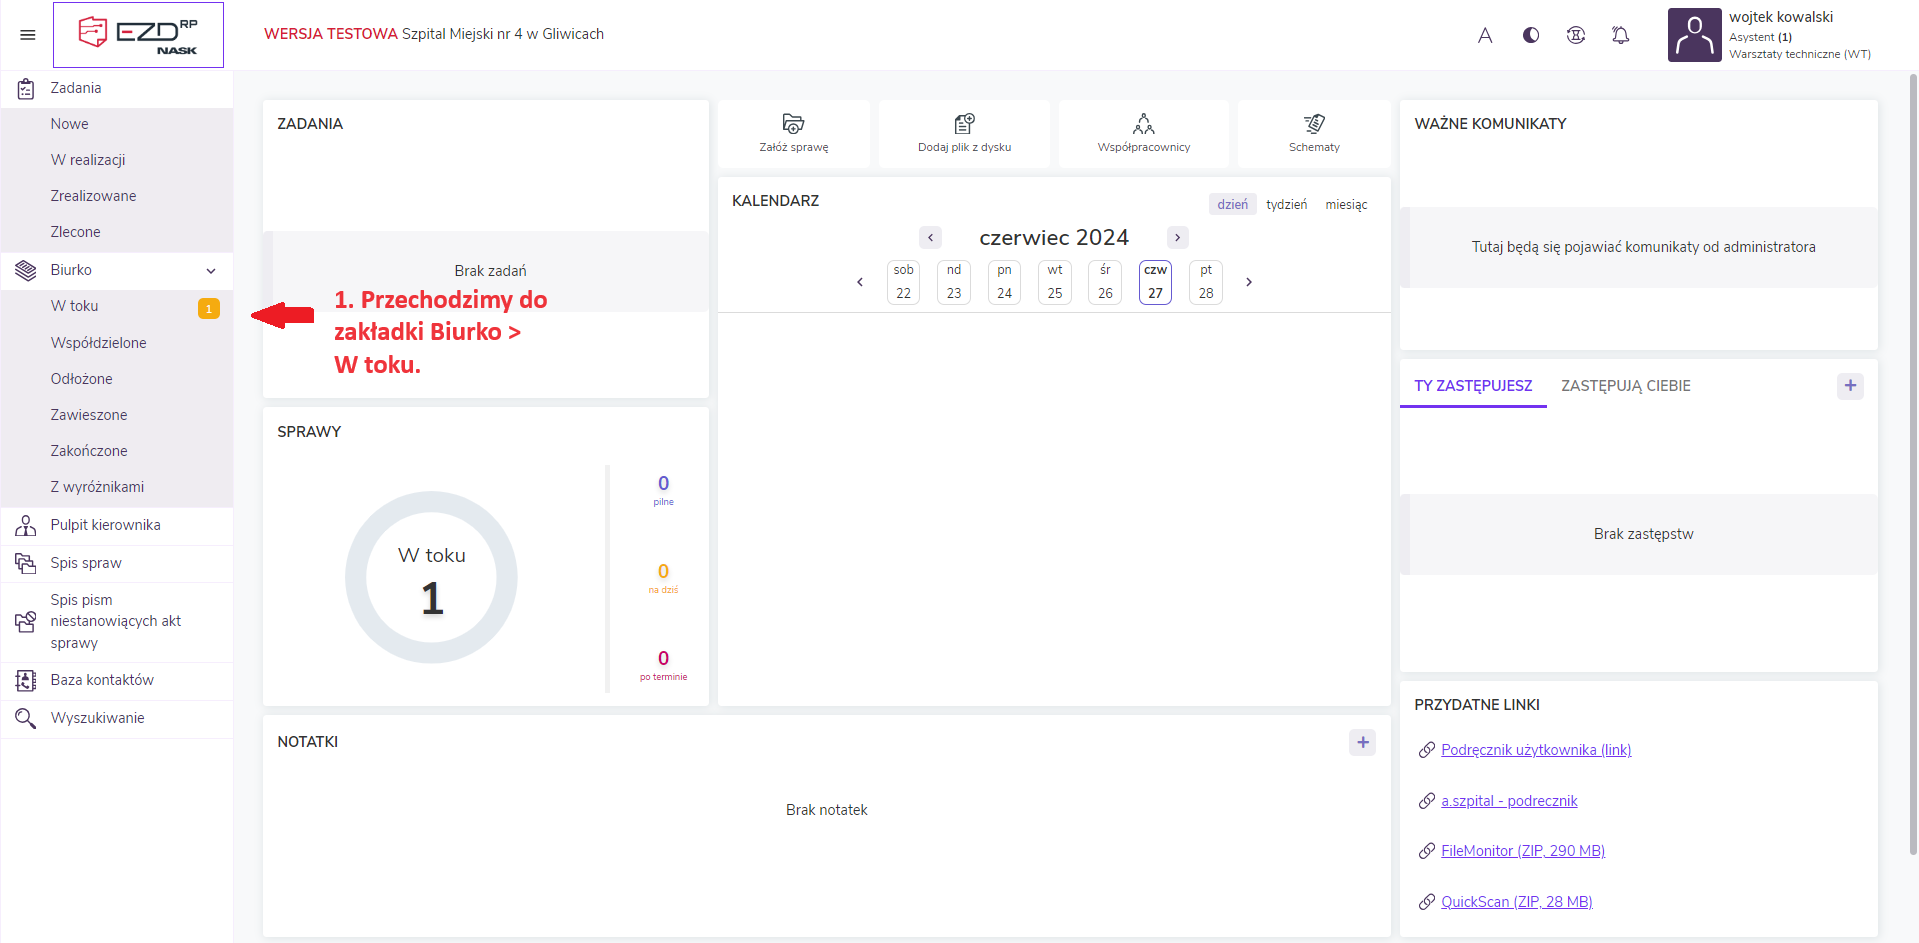 EZD RP
NASK
WERSJA TESTOWA Szpital Miejski nr 4 w Gliwicach
wojtek kowalski
Asystent (1)
Warsztaty techniczne (WT)
Zadania
Nowe
W realizacji
Zrealizowane
Zlecone
Biurko
W toku 1
Współdzielone
Odłożone
Zawieszone
Zakończone
Z wyróżnikami
Pulpit kierownika
Spis spraw
Spis pism
niestanowiących akt
sprawy
Baza kontaktów
Wyszukiwanie
ZADANIA
Brak zadań
1. Przechodzimy do
zakładki Biurko >
W toku.
SPRAWY
W toku
1
0
pilne
0
na dziś
0
po terminie
Załóż sprawę
Dodaj plik z dysku
Współpracownicy
Schematy
KALENDARZ
dzień tydzień miesiąc
czerwiec 2024
sob nd pn wt śr czw pt
22 23 24 25 26 27 28
NOTATKI
Brak notatek
WAŻNE KOMUNIKATY
Tutaj będą się pojawiać komunikaty od administratora
TY ZASTĘPUJESZ ZASTĘPUJĄ CIEBIE
Brak zastępstw
PRZYDATNE LINKI
Podręcznik użytkownika (link)
a.szpital - podrecznik
FileMonitor (ZIP, 290 MB)
QuickScan (ZIP, 28 MB)